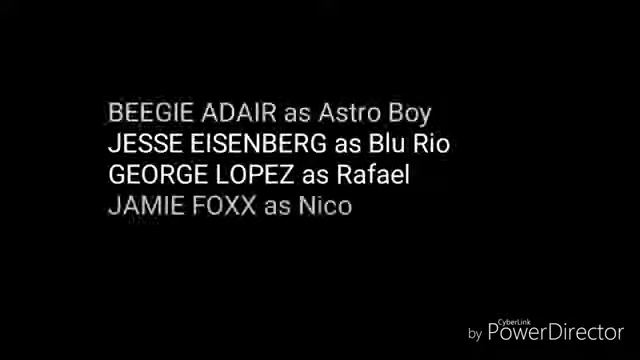 BEEGIE ADAIR as Astro Boy
JESSE EISENBERG as Blu Rio
GEORGE LOPEZ as Rafael
JAMIE FOXX as Nico
CyberLink
by PowerDirector